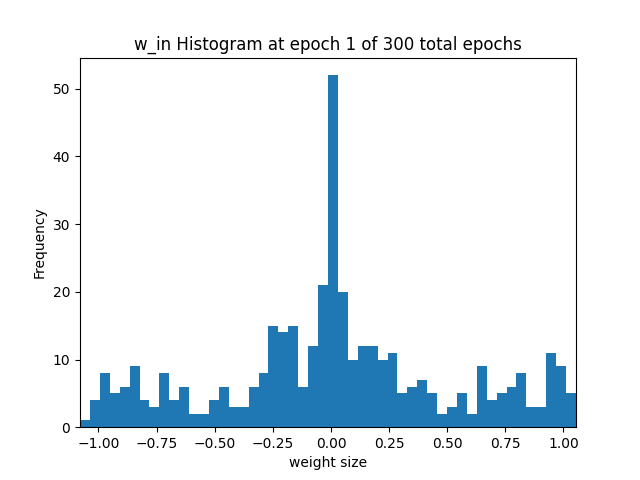 w_in Histogram at epoch 1 of 300 total epochs
50
40
30
20
10
0
Frequency
−1.00 −0.75 −0.50 −0.25 0.00 0.25 0.50 0.75 1.00
weight size